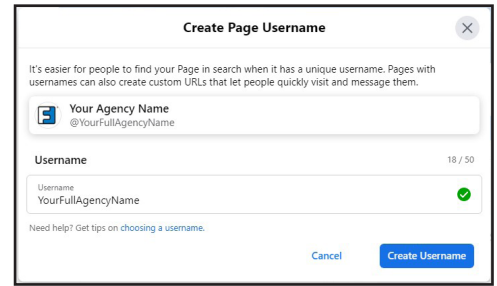 Create Page Username
It's easier for people to find your Page in search when it has a unique username. Pages with
usernames can also create custom URLs that let people quickly visit and message them.
Your Agency Name
@YourFullAgencyName
Username
18 / 50
Username
YourFullAgencyName
Need help? Get tips on choosing a username.
Cancel
Create Username